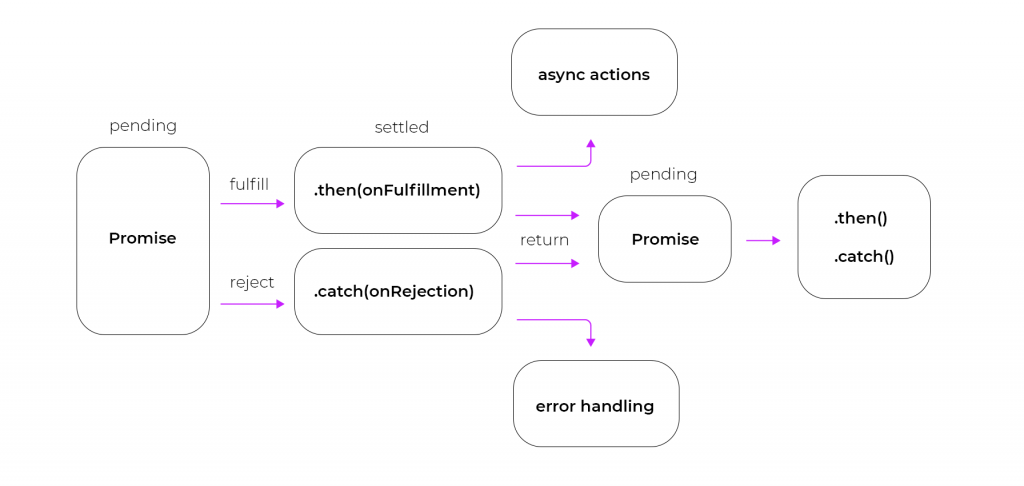 async actions
pending
settled
fulfill
.then(onFulfillment)
pending
Promise
Promise
return
.then()
.catch()
reject
.catch(onRejection)
error handling